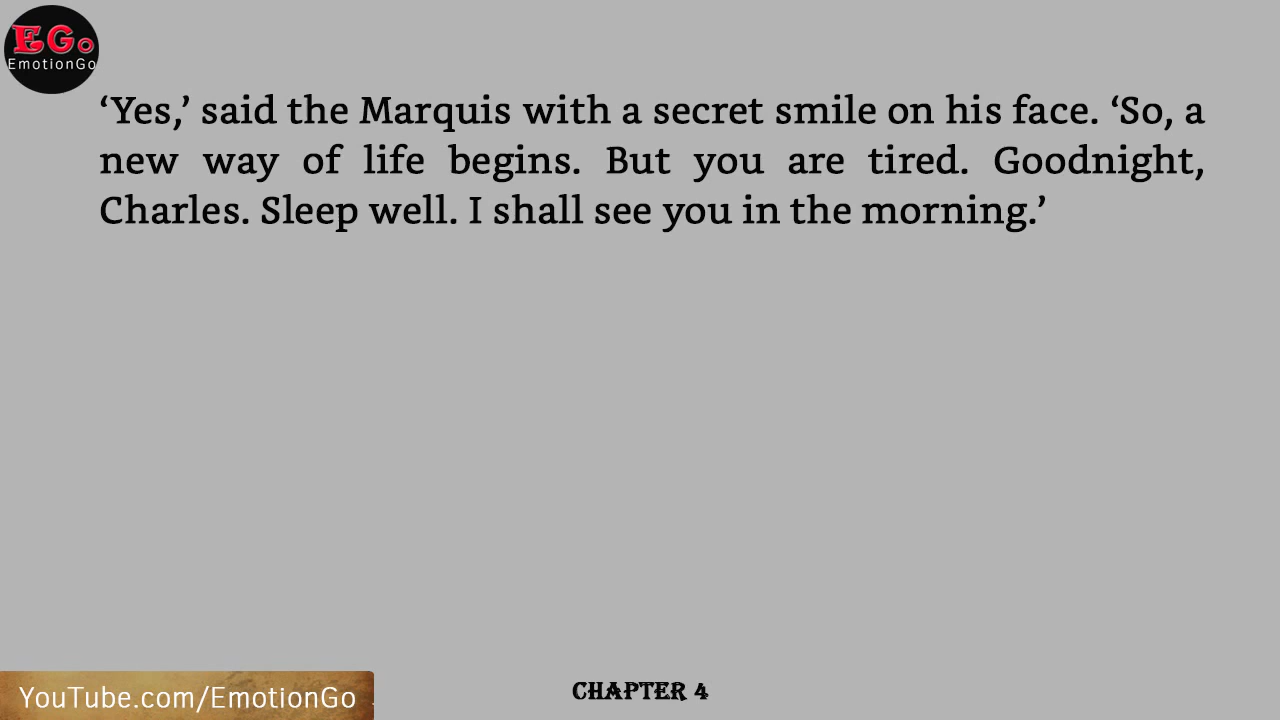 EGo
EmotionGo
‘Yes,’ said the Marquis with a secret smile on his face. ‘So, a
new way of life begins. But you are tired. Goodnight,
Charles. Sleep well. I shall see you in the morning.’
YouTube.com/EmotionGo
CHAPTER 4